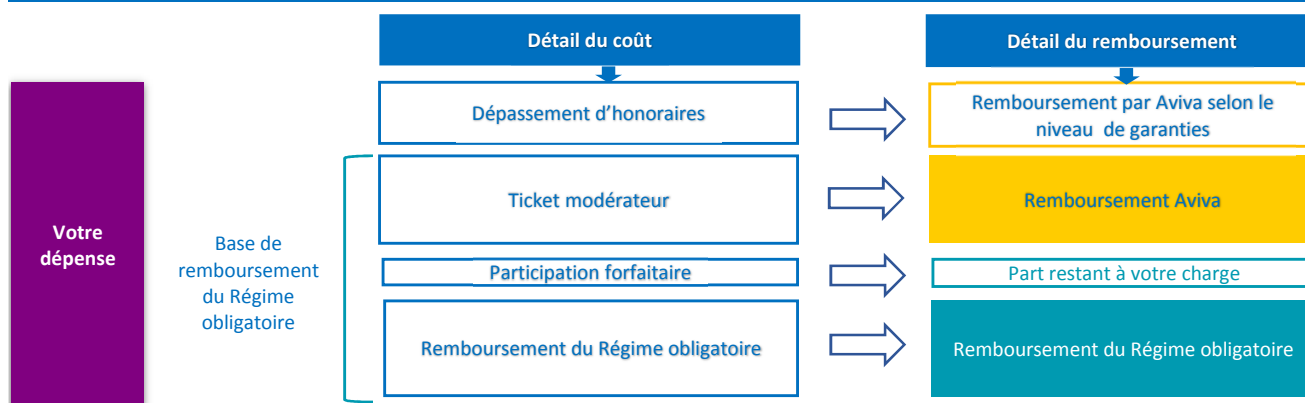 Détail du coût
Détail du remboursement
Dépassement d’honoraires
Remboursement par Aviva selon le
niveau de garanties
Votre
dépense
Base de
remboursement
du Régime
obligatoire
Ticket modérateur
Remboursement Aviva
Participation forfaitaire
Part restant à votre charge
Remboursement du Régime obligatoire
Remboursement du Régime obligatoire